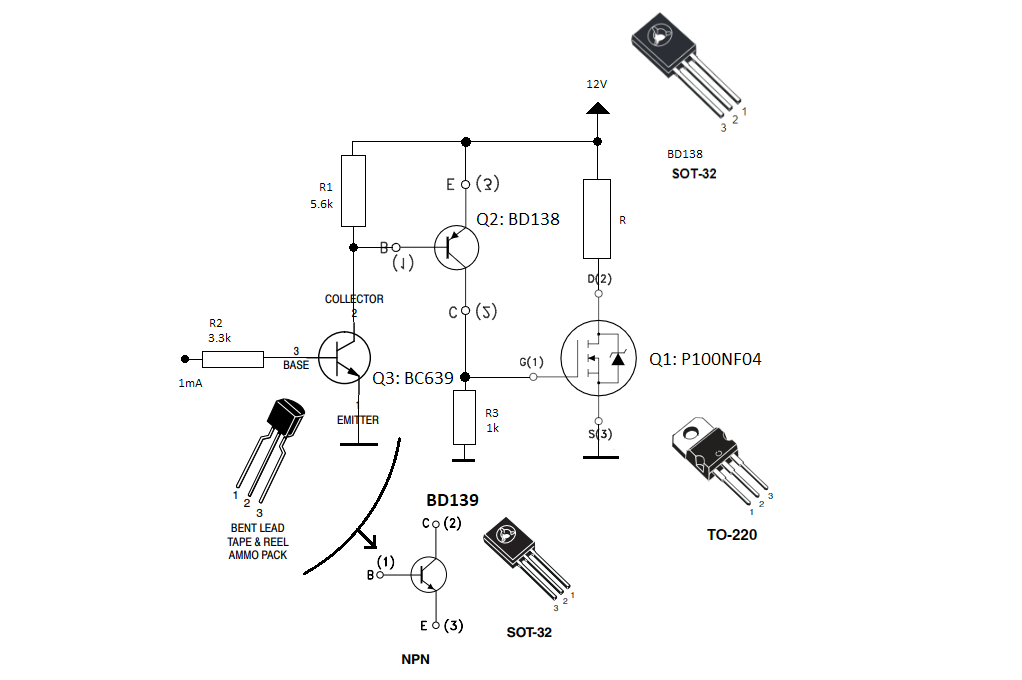 12V
1
2
3
BD138
SOT-32
R1
5.6k
E (3)
Q2: BD138
R
B
(1)
D(2)
COLLECTOR
2
C (2)
R2
3.3k
3
BASE
1mA
G(1)
Q1: P100NF04
Q3: BC639
1
EMITTER
R3
1k
S(3)
1
2
3
BENT LEAD
TAPE & REEL
AMMO PACK
3
2
1
TO-220
BD139
C (2)
(1)
B
E (3)
NPN
1
2
3
SOT-32